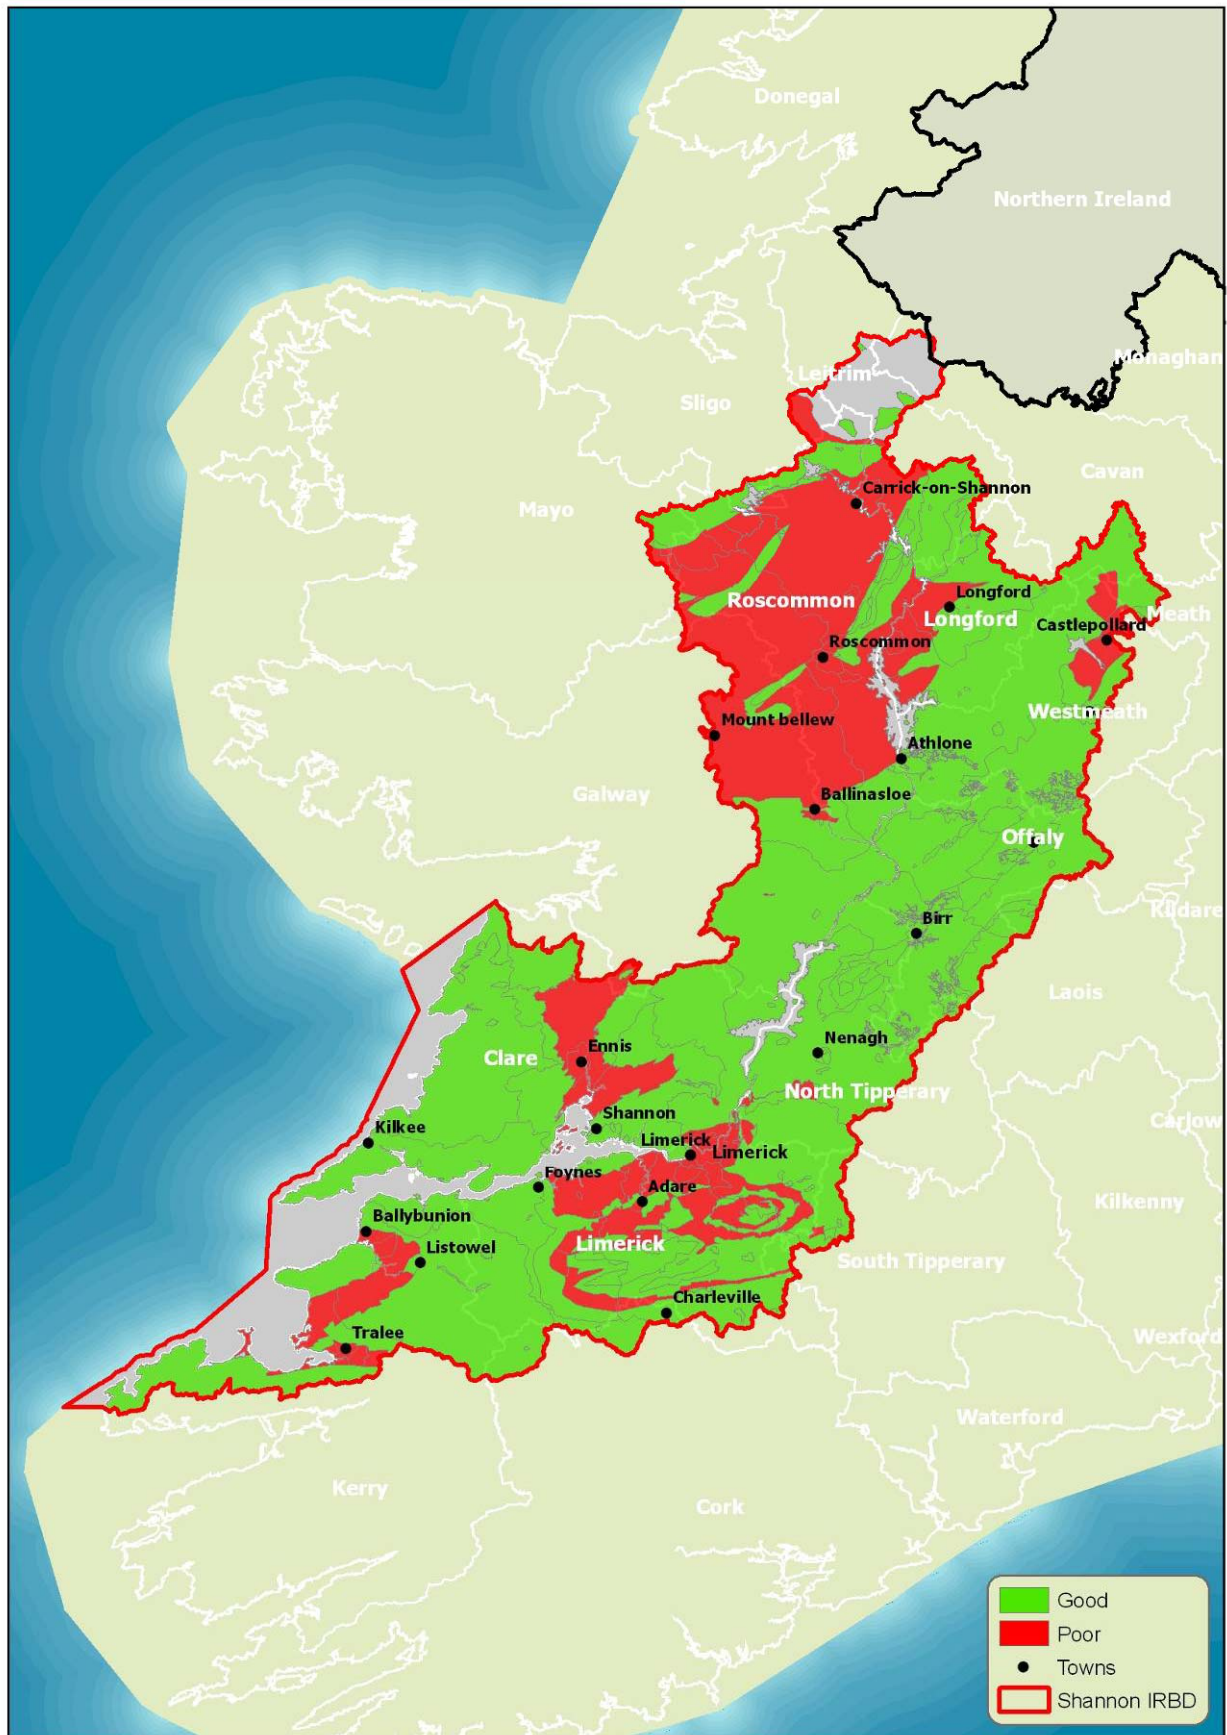 Donegal
Northern Ireland
Monaghan
Leitrim
Sligo
Cavan
Carrick-on-Shannon
Mayo
Roscommon
Longford
Longford
Meath
Castlepollard
Roscommon
Westmeath
Mount bellew
Athlone
Galway
Ballinasloe
Offaly
Kildare
Birr
Laois
Ennis
Clare
Nenagh
North Tipperary
Shannon
Carlow
Kilkee
Limerick
Limerick
Foynes
Adare
Kilkenny
Ballybunion
Limerick
Listowel
South Tipperary
Charleville
Tralee
Wexford
Waterford
Kerry
Cork
Good
Poor
Towns
Shannon IRBD